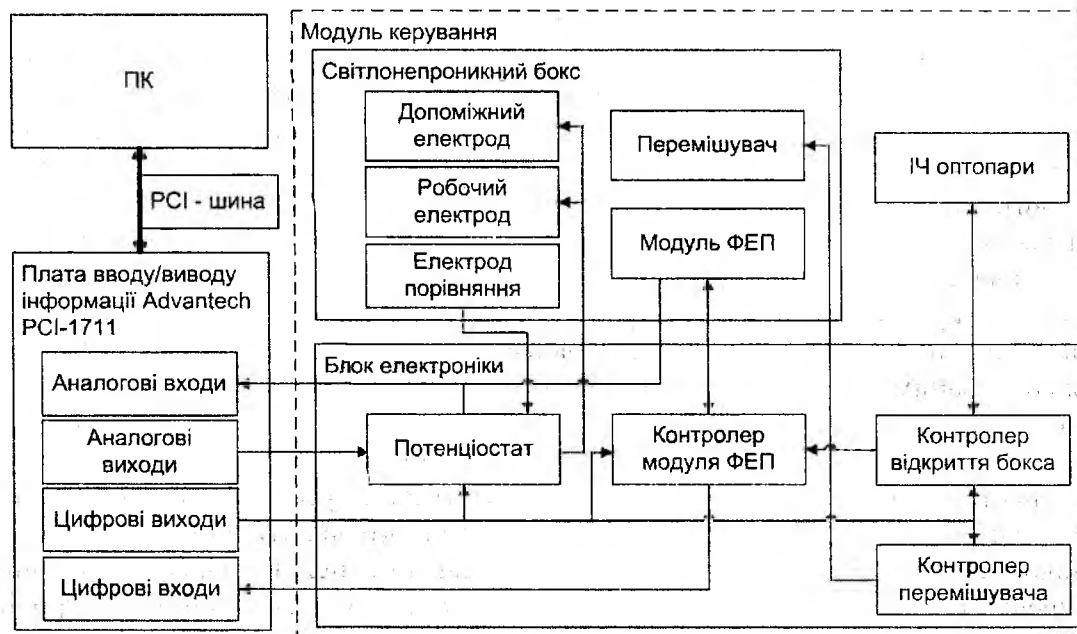 ПК
PCI - шина
Плата вводу/виводу
інформації Advantech
PCI-1711
Аналогові входи
Аналогові
виходи
Цифрові виходи
Цифрові входи
Модуль керування
Світлонепроникний бокс
Допоміжний
електрод
Робочий
електрод
Електрод
порівняння
Перемішувач
Модуль ФЕП
ІЧ оптопари
Блок електроніки
Потенціостат
Контролер
модуля ФЕП
Контролер
відкриття бокса
Контролер
перемішувача